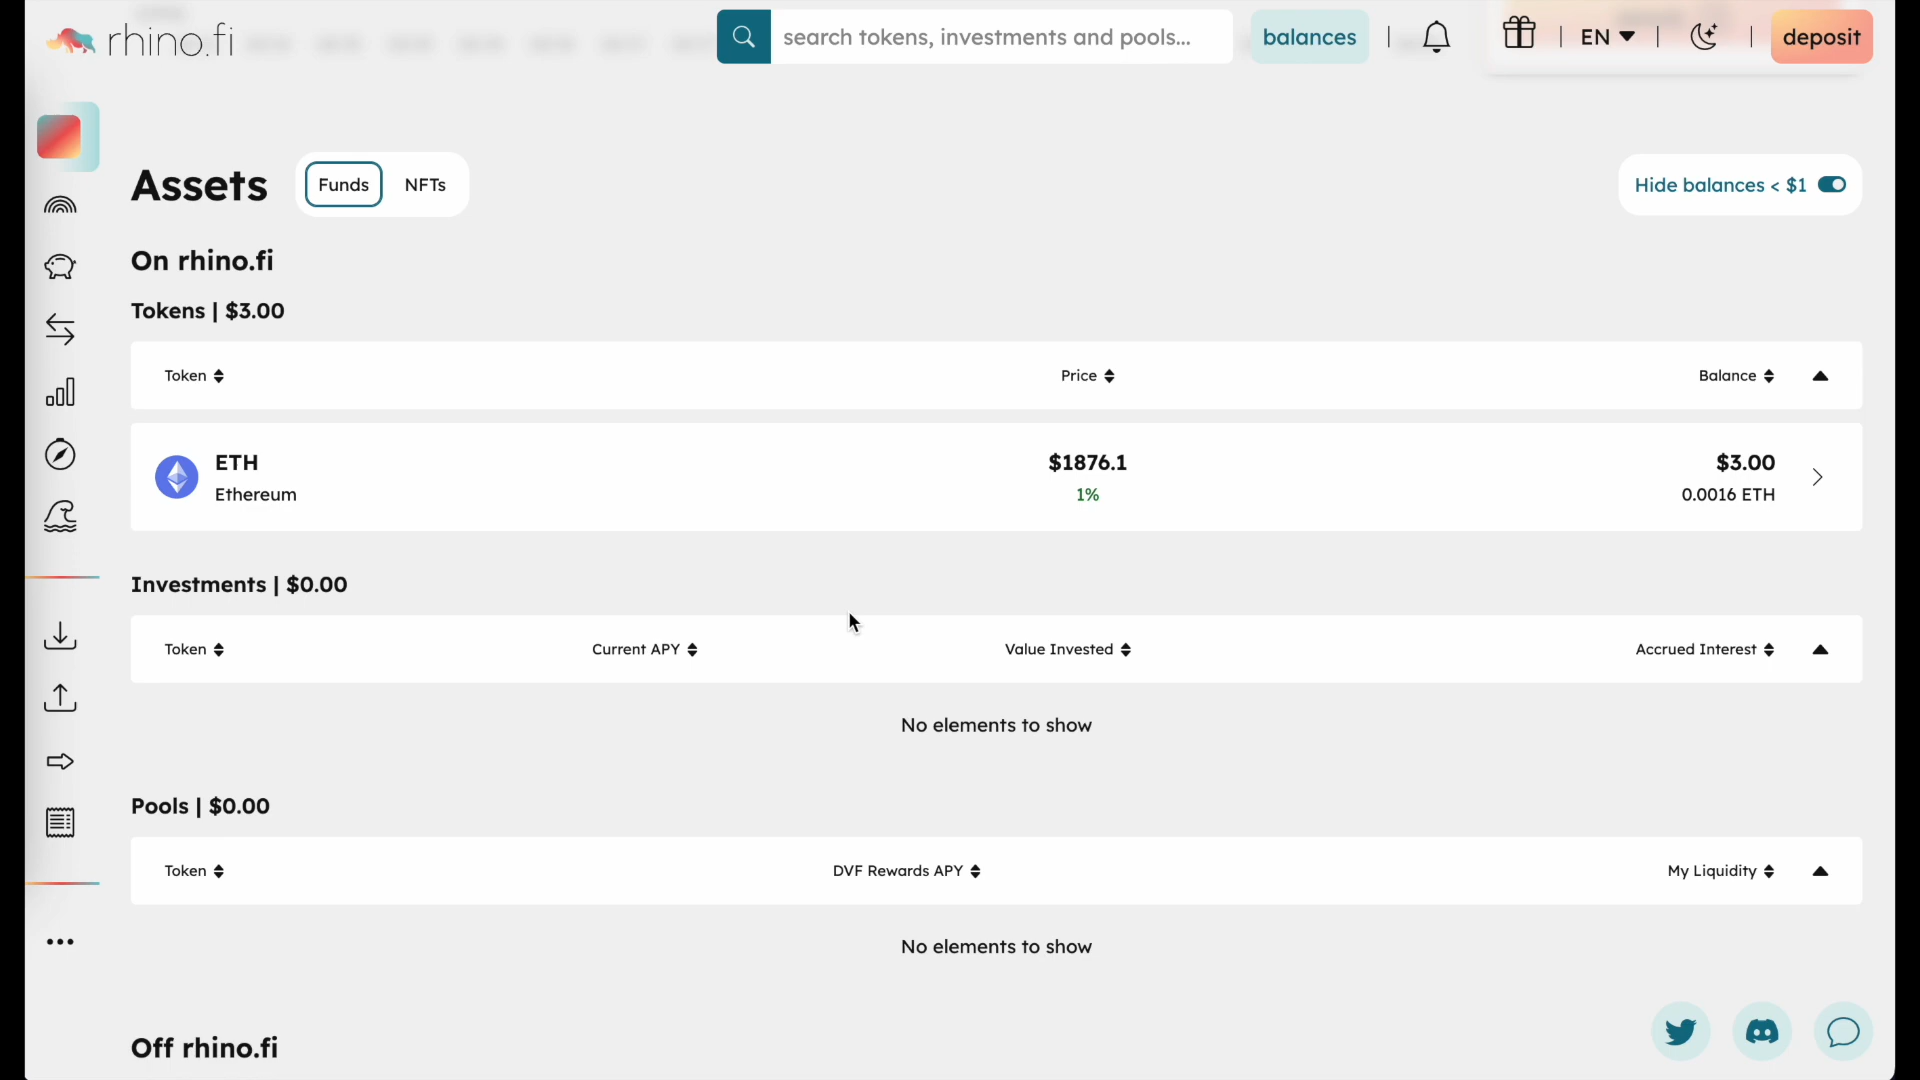 rhino.fi
search tokens, investments and pools...
balances
EN
deposit
Assets
Funds
NFTs
Hide balances < $1
On rhino.fi
Tokens | $3.00
Token
Price
Balance
ETH
$1876.1
$3.00
Ethereum
1%
0.0016 ETH
Investments | $0.00
Token
Current APY
Value Invested
Accrued Interest
No elements to show
Pools | $0.00
Token
DVF Rewards APY
My Liquidity
No elements to show
Off rhino.fi